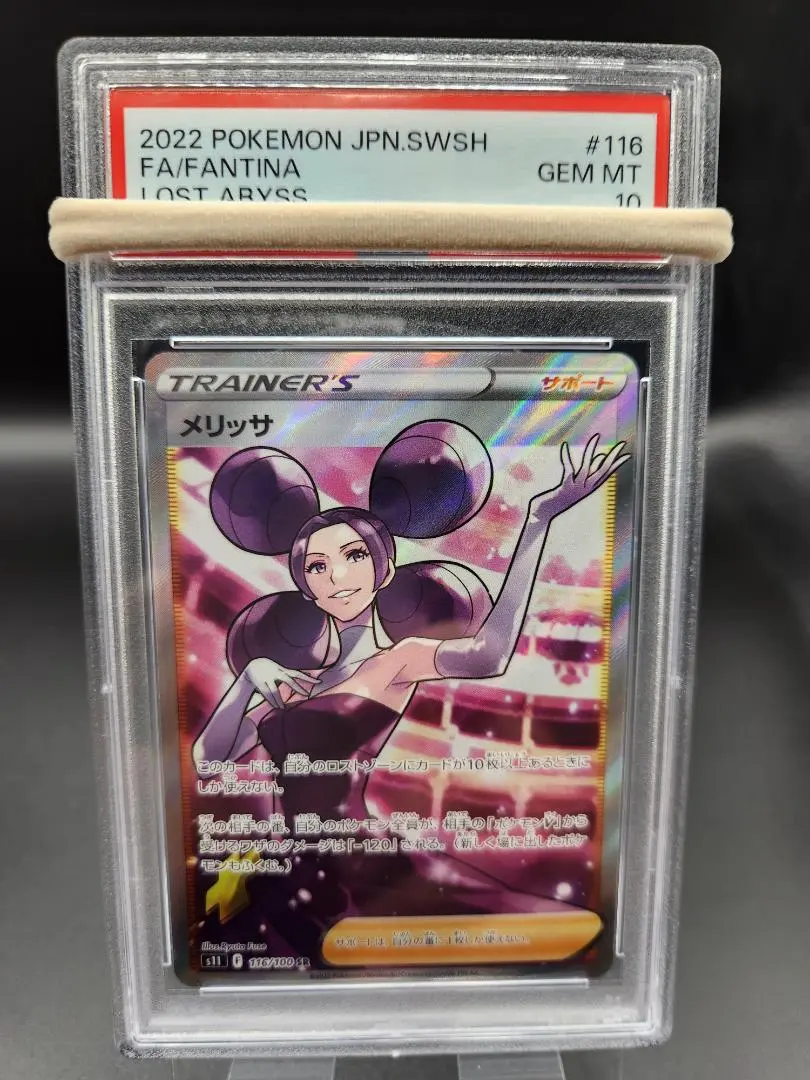 2022 POKEMON JPN.SWSH #116
FA/FANTINA GEM MT
LOST ABYSS 10
TRAINER'S サポート
メリッサ
このカードは、自分のロストゾーンにカードが10枚以上あるときに
しか使えない。
次の相手の番、自分のポケモン全員が、相手の「ポケモンV」から
受けるワザのダメージは「-120」される。（新しく場に出したポケ
モンもふくむ。）
Illus.Ryuta Fuse
サポートは、自分の番に1枚しか使えない。
s11 F 116/100 SR